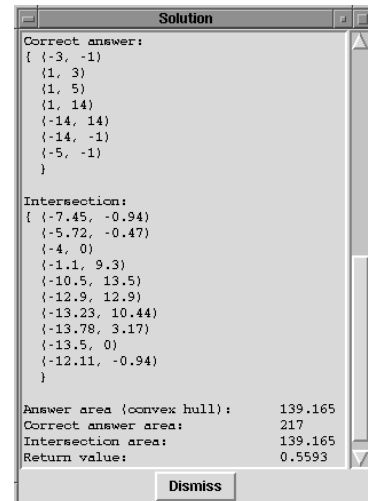 Solution
Correct answer:
{ (-3, -1)
(1, 3)
(1, 5)
(1, 14)
(-14, 14)
(-14, -1)
(-5, -1)
}
Intersection:
{ (-7.45, -0.94)
(-5.72, -0.47)
(-4, 0)
(-1.1, 9.3)
(-10.5, 13.5)
(-12.9, 12.9)
(-13.23, 10.44)
(-13.78, 3.17)
(-13.5, 0)
(-12.11, -0.94)
}
Answer area (convex hull): 139.165
Correct answer area: 217
Intersection area: 139.165
Return value: 0.5593
Dismiss